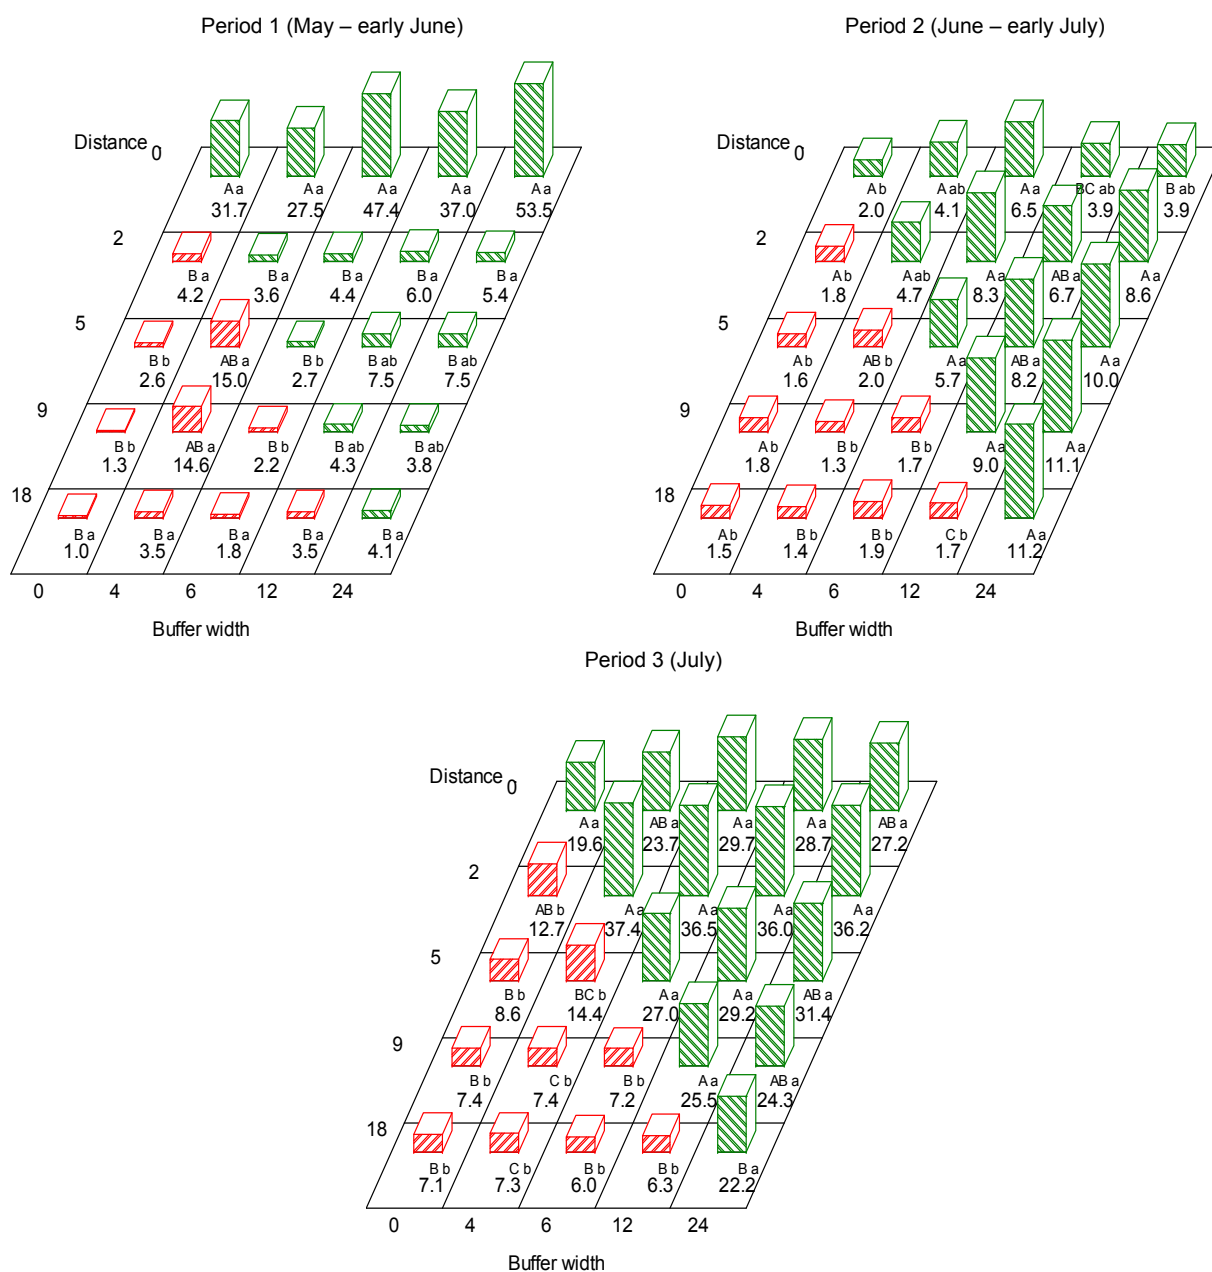 Period 1 (May – early June)
Distance 0
A a A a A a A a A a
31.7 27.5 47.4 37.0 53.5
2
B a B a B a B a B a
4.2 3.6 4.4 6.0 5.4
5
B b AB a B b B ab B ab
2.6 15.0 2.7 7.5 7.5
9
B b AB a B b B ab B ab
1.3 14.6 2.2 4.3 3.8
18
B a B a B a B a B a
1.0 3.5 1.8 3.5 4.1
0 4 6 12 24
Buffer width
Period 2 (June – early July)
Distance 0
A b A ab A a BC ab B ab
2.0 4.1 6.5 3.9 3.9
2
A b A ab A a AB a A a
1.8 4.7 8.3 6.7 8.6
5
A b AB b A a AB a A a
1.6 2.0 5.7 8.2 10.0
9
A b B b B b A a A a
1.8 1.3 1.7 9.0 11.1
18
A b B b B b C b A a
1.5 1.4 1.9 1.7 11.2
0 4 6 12 24
Buffer width
Period 3 (July)
Distance 0
A a AB a A a A a AB a
19.6 23.7 29.7 28.7 27.2
2
AB b A a A a A a A a
12.7 37.4 36.5 36.0 36.2
5
B b BC b A a A a AB a
8.6 14.4 27.0 29.2 31.4
9
B b C b B b A a AB a
7.4 7.4 7.2 25.5 24.3
18
B b C b B b B b B a
7.1 7.3 6.0 6.3 22.2
0 4 6 12 24
Buffer width